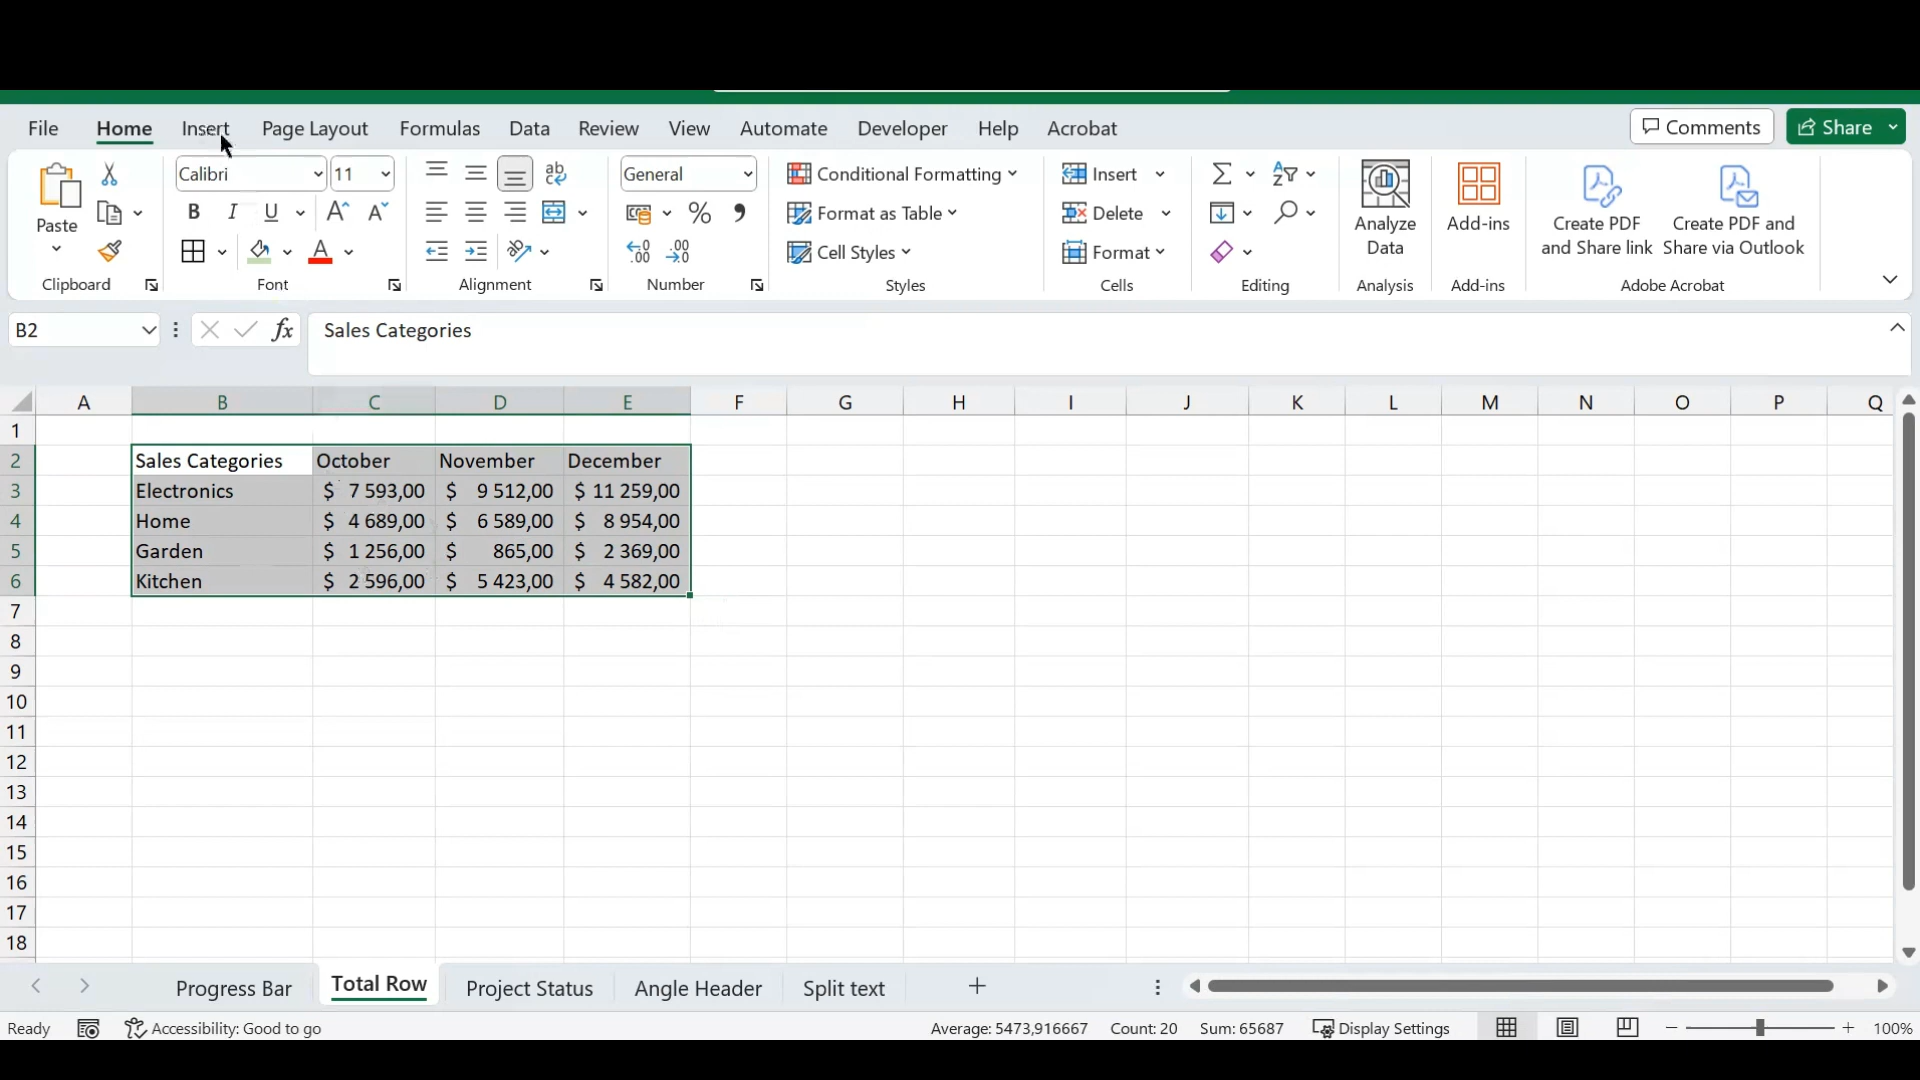 File Home Insert Page Layout Formulas Data Review View Automate Developer Help Acrobat Comments Share
Paste
Clipboard
Calibri 11
B I U A A
A
Font
ab c
Alignment
General
% 9
.00 .00
Number
Conditional Formatting
Format as Table
Cell Styles
Styles
Insert
Delete
Format
Cells
Σ
Editing
Analyze
Data
Analysis
Add-ins
Add-ins
Create PDF
and Share link
Create PDF and
Share via Outlook
Adobe Acrobat
B2 fx Sales Categories
A B C D E F G H I J K L M N O P Q
1
2 Sales Categories October November December
3 Electronics $ 7 593,00 $ 9 512,00 $ 11 259,00
4 Home $ 4 689,00 $ 6 589,00 $ 8 954,00
5 Garden $ 1 256,00 $ 865,00 $ 2 369,00
6 Kitchen $ 2 596,00 $ 5 423,00 $ 4 582,00
7
8
9
10
11
12
13
14
15
16
17
18
Progress Bar Total Row Project Status Angle Header Split text +
Ready Accessibility: Good to go Average: 5473,916667 Count: 20 Sum: 65687 Display Settings 100%